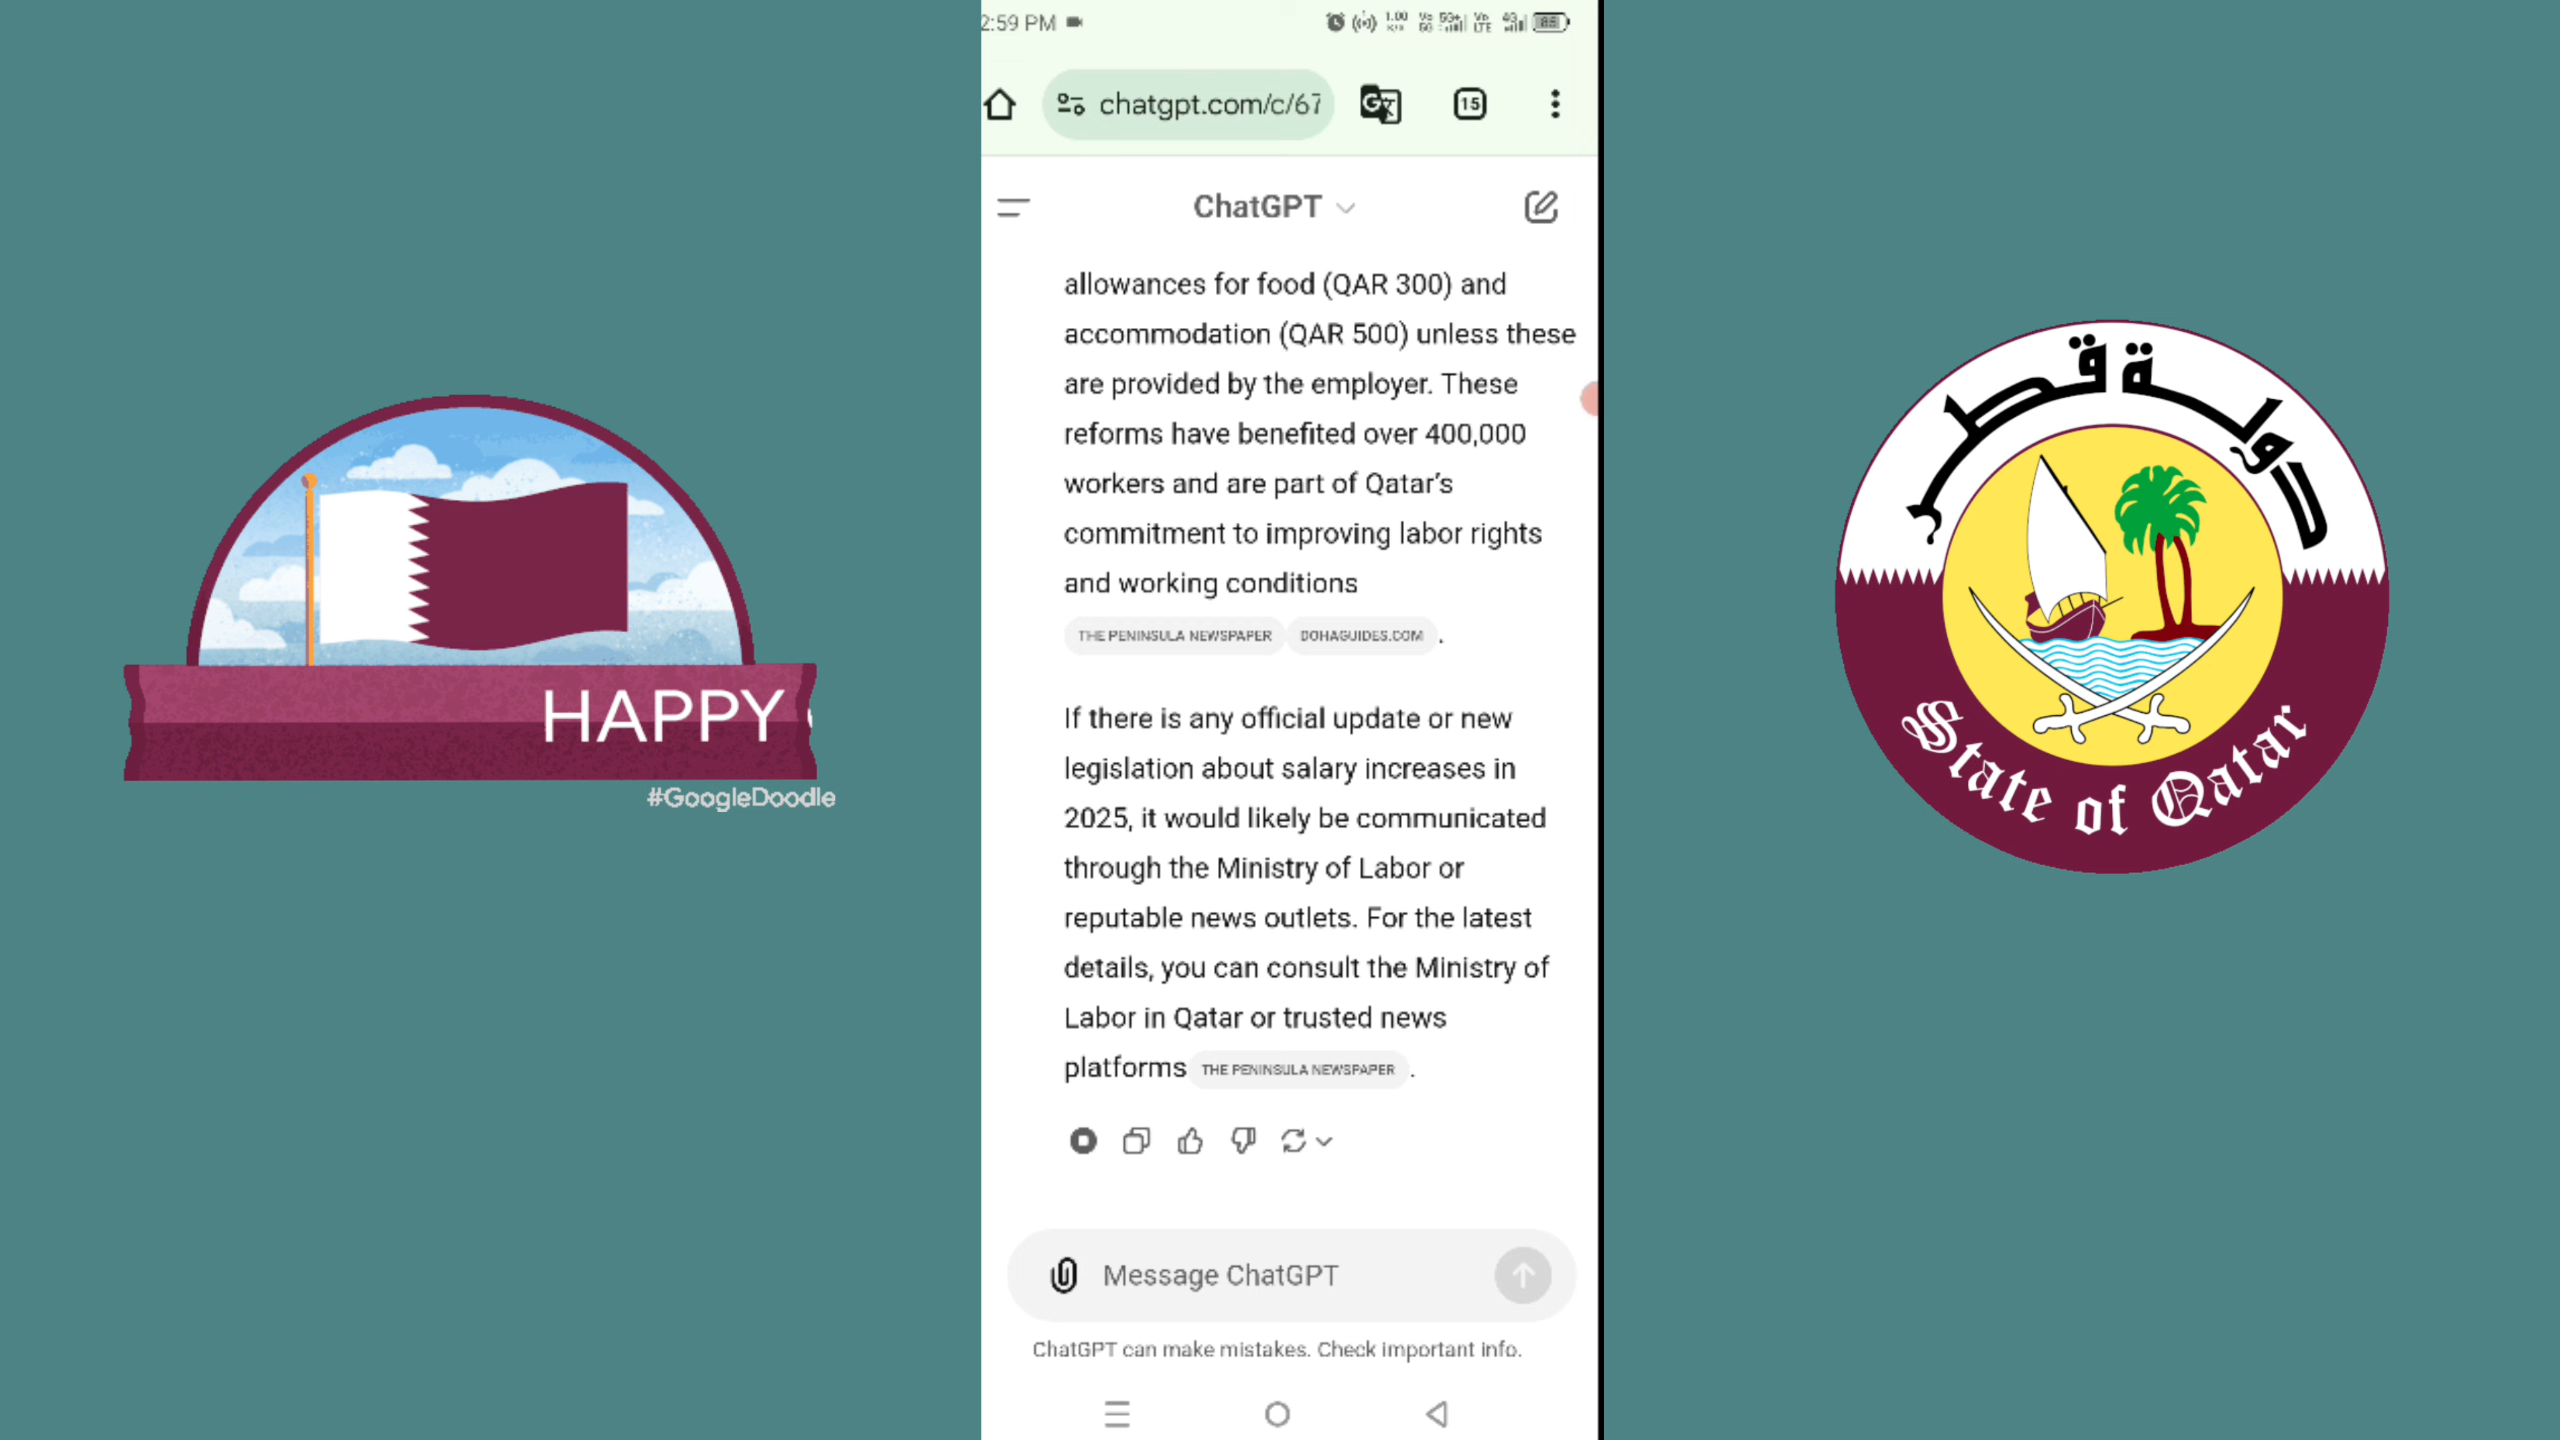 2:59 PM
chatgpt.com/c/67
15
ChatGPT
allowances for food (QAR 300) and
accommodation (QAR 500) unless these
are provided by the employer. These
reforms have benefited over 400,000
workers and are part of Qatar's
commitment to improving labor rights
and working conditions
THE PENINSULA NEWSPAPER DOHAGUIDES.COM .
If there is any official update or new
legislation about salary increases in
2025, it would likely be communicated
through the Ministry of Labor or
reputable news outlets. For the latest
details, you can consult the Ministry of
Labor in Qatar or trusted news
platforms THE PENINSULA NEWSPAPER .
Message ChatGPT
ChatGPT can make mistakes. Check important info.
HAPPY
#GoogleDoodle
دولة قطر
State of Qatar